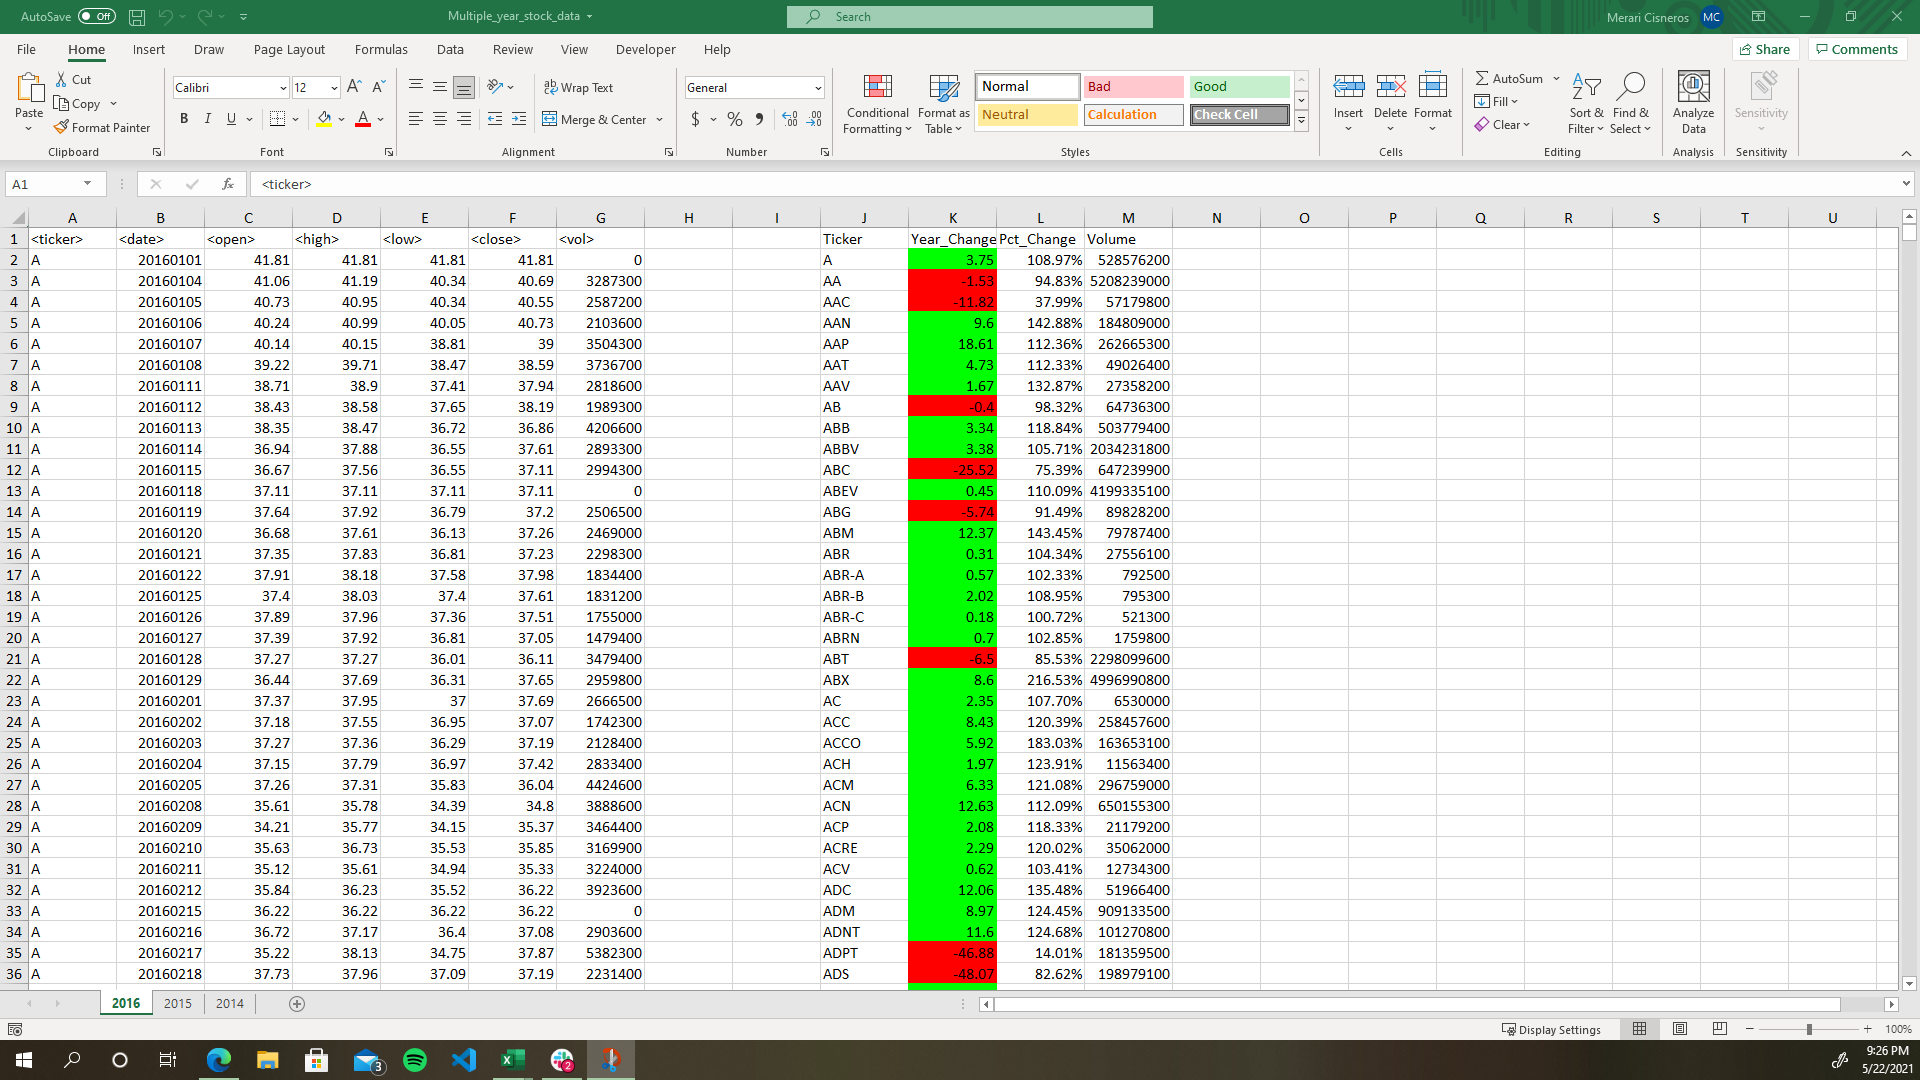 AutoSave Off Multiple_year_stock_data Search Merari Cisneros MC
File Home Insert Draw Page Layout Formulas Data Review View Developer Help Share Comments
Paste Cut Copy Format Painter Clipboard
Calibri 12 A A B I U A Font
ab Wrap Text Merge & Center Alignment
General $ % 9 Number
Conditional Formatting Format as Table Normal Bad Good Neutral Calculation Check Cell Styles
Insert Delete Format Cells
AutoSum Fill Clear Sort & Filter Find & Select Editing
Analyze Data Analysis Sensitivity Sensitivity
A1 fx <ticker>
A B C D E F G H I J K L M N O P Q R S T U
1 <ticker> <date> <open> <high> <low> <close> <vol> Ticker Year_Change Pct_Change Volume
2 A 20160101 41.81 41.81 41.81 41.81 0 A 3.75 108.97% 528576200
3 A 20160104 41.06 41.19 40.34 40.69 3287300 AA -1.53 94.83% 5208239000
4 A 20160105 40.73 40.95 40.34 40.55 2587200 AAC -11.82 37.99% 57179800
5 A 20160106 40.24 40.99 40.05 40.73 2103600 AAN 9.6 142.88% 184809000
6 A 20160107 40.14 40.15 38.81 39 3504300 AAP 18.61 112.36% 262665300
7 A 20160108 39.22 39.71 38.47 38.59 3736700 AAT 4.73 112.33% 49026400
8 A 20160111 38.71 38.9 37.41 37.94 2818600 AAV 1.67 132.87% 27358200
9 A 20160112 38.43 38.58 37.65 38.19 1989300 AB -0.4 98.32% 64736300
10 A 20160113 38.35 38.47 36.72 36.86 4206600 ABB 3.34 118.84% 503779400
11 A 20160114 36.94 37.88 36.55 37.61 2893300 ABBV 3.38 105.71% 2034231800
12 A 20160115 36.67 37.56 36.55 37.11 2994300 ABC -25.52 75.39% 647239900
13 A 20160118 37.11 37.11 37.11 37.11 0 ABEV 0.45 110.09% 4199335100
14 A 20160119 37.64 37.92 36.79 37.2 2506500 ABG -5.74 91.49% 89828200
15 A 20160120 36.68 37.61 36.13 37.26 2469000 ABM 12.37 143.45% 79787400
16 A 20160121 37.35 37.83 36.81 37.23 2298300 ABR 0.31 104.34% 27556100
17 A 20160122 37.91 38.18 37.58 37.98 1834400 ABR-A 0.57 102.33% 792500
18 A 20160125 37.4 38.03 37.4 37.61 1831200 ABR-B 2.02 108.95% 795300
19 A 20160126 37.89 37.96 37.36 37.51 1755000 ABR-C 0.18 100.72% 521300
20 A 20160127 37.39 37.92 36.81 37.05 1479400 ABRN 0.7 102.85% 1759800
21 A 20160128 37.27 37.27 36.01 36.11 3479400 ABT -6.5 85.53% 2298099600
22 A 20160129 36.44 37.69 36.31 37.65 2959800 ABX 8.6 216.53% 4996990800
23 A 20160201 37.37 37.95 37 37.69 2666500 AC 2.35 107.70% 6530000
24 A 20160202 37.18 37.55 36.95 37.07 1742300 ACC 8.43 120.39% 258457600
25 A 20160203 37.27 37.36 36.29 37.19 2128400 ACCO 5.92 183.03% 163653100
26 A 20160204 37.15 37.79 36.97 37.42 2833400 ACH 1.97 123.91% 11563400
27 A 20160205 37.26 37.31 35.83 36.04 4424600 ACM 6.33 121.08% 296759000
28 A 20160208 35.61 35.78 34.39 34.8 3888600 ACN 12.63 112.09% 650155300
29 A 20160209 34.21 35.77 34.15 35.37 3464400 ACP 2.08 118.33% 21179200
30 A 20160210 35.63 36.73 35.53 35.85 3169900 ACRE 2.29 120.02% 35062000
31 A 20160211 35.12 35.61 34.94 35.33 3224000 ACV 0.62 103.41% 12734300
32 A 20160212 35.84 36.23 35.52 36.22 3923600 ADC 12.06 135.48% 51966400
33 A 20160215 36.22 36.22 36.22 36.22 0 ADM 8.97 124.45% 909133500
34 A 20160216 36.72 37.17 36.4 37.08 2903600 ADNT 11.6 124.68% 101270800
35 A 20160217 35.22 38.13 34.75 37.87 5382300 ADPT -46.88 14.01% 181359500
36 A 20160218 37.73 37.96 37.09 37.19 2231400 ADS -48.07 82.62% 198979100
2016 2015 2014
Display Settings 100%
3 2 9:26 PM
5/22/2021